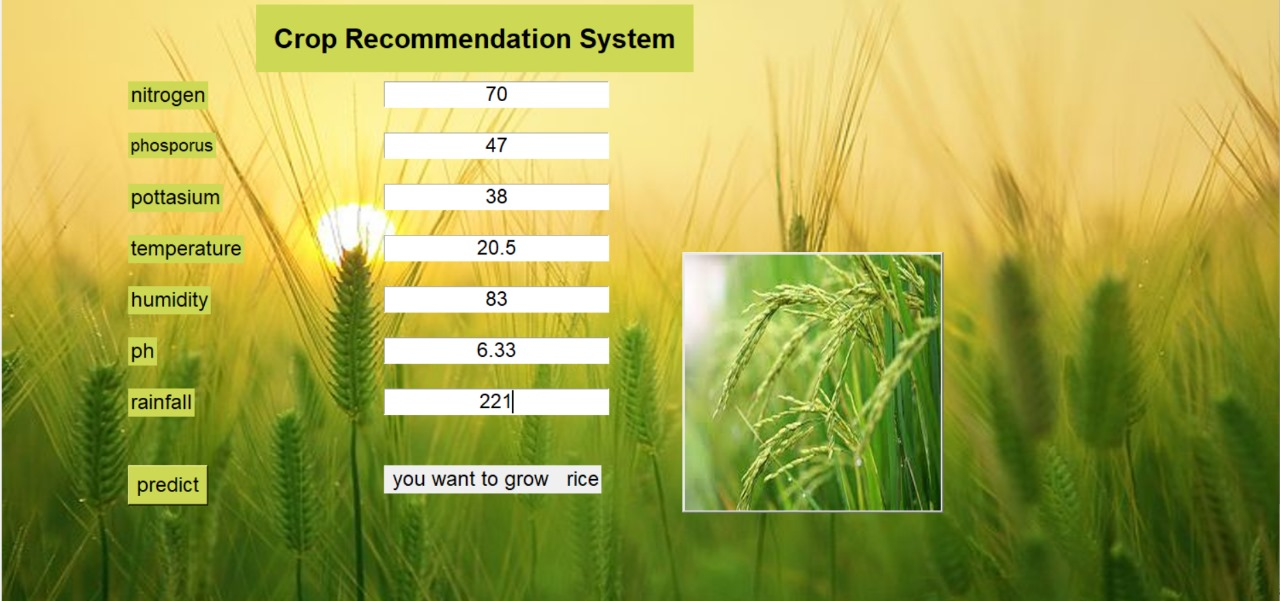 Crop Recommendation System
nitrogen 70
phosporus 47
pottasium 38
temperature 20.5
humidity 83
ph 6.33
rainfall 221
predict you want to grow rice